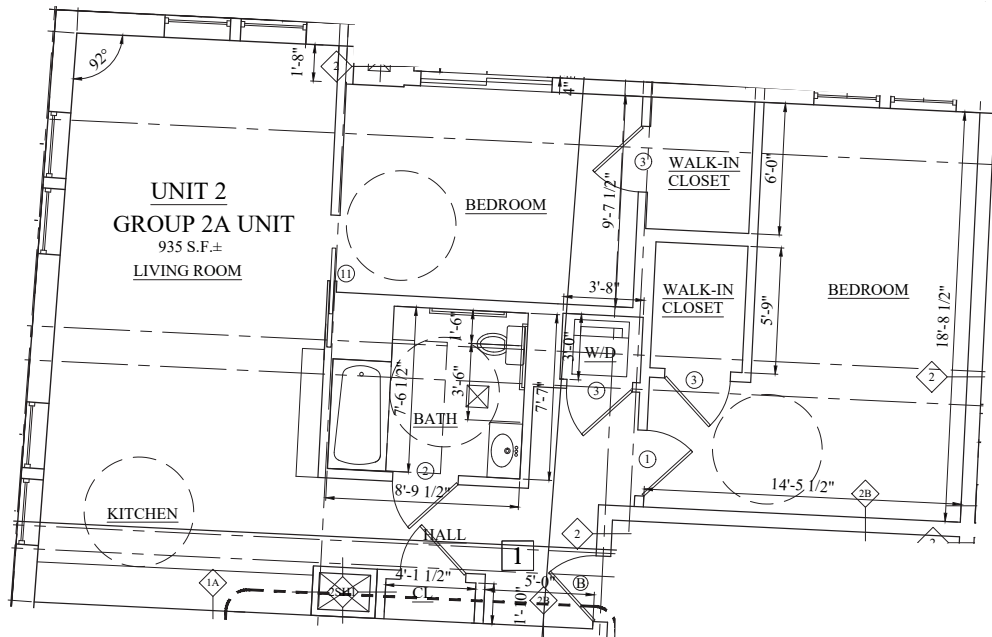 92°
1'-8"
2
4"
UNIT 2
GROUP 2A UNIT
935 S.F.±
LIVING ROOM
BEDROOM
9'-7 1/2"
3
WALK-IN
CLOSET
6'-0"
11
3'-8"
WALK-IN
CLOSET
5'-9"
BEDROOM
18'-8 1/2"
1'-6"
3'-0"
W/D
7'-6 1/2"
3'-6"
7'-7"
3
3
2
BATH
2
1
8'-9 1/2"
14'-5 1/2"
2B
KITCHEN
HALL
2
1
1A
4'-1 1/2"
5'-0"
B
CL
1'-10"
2B